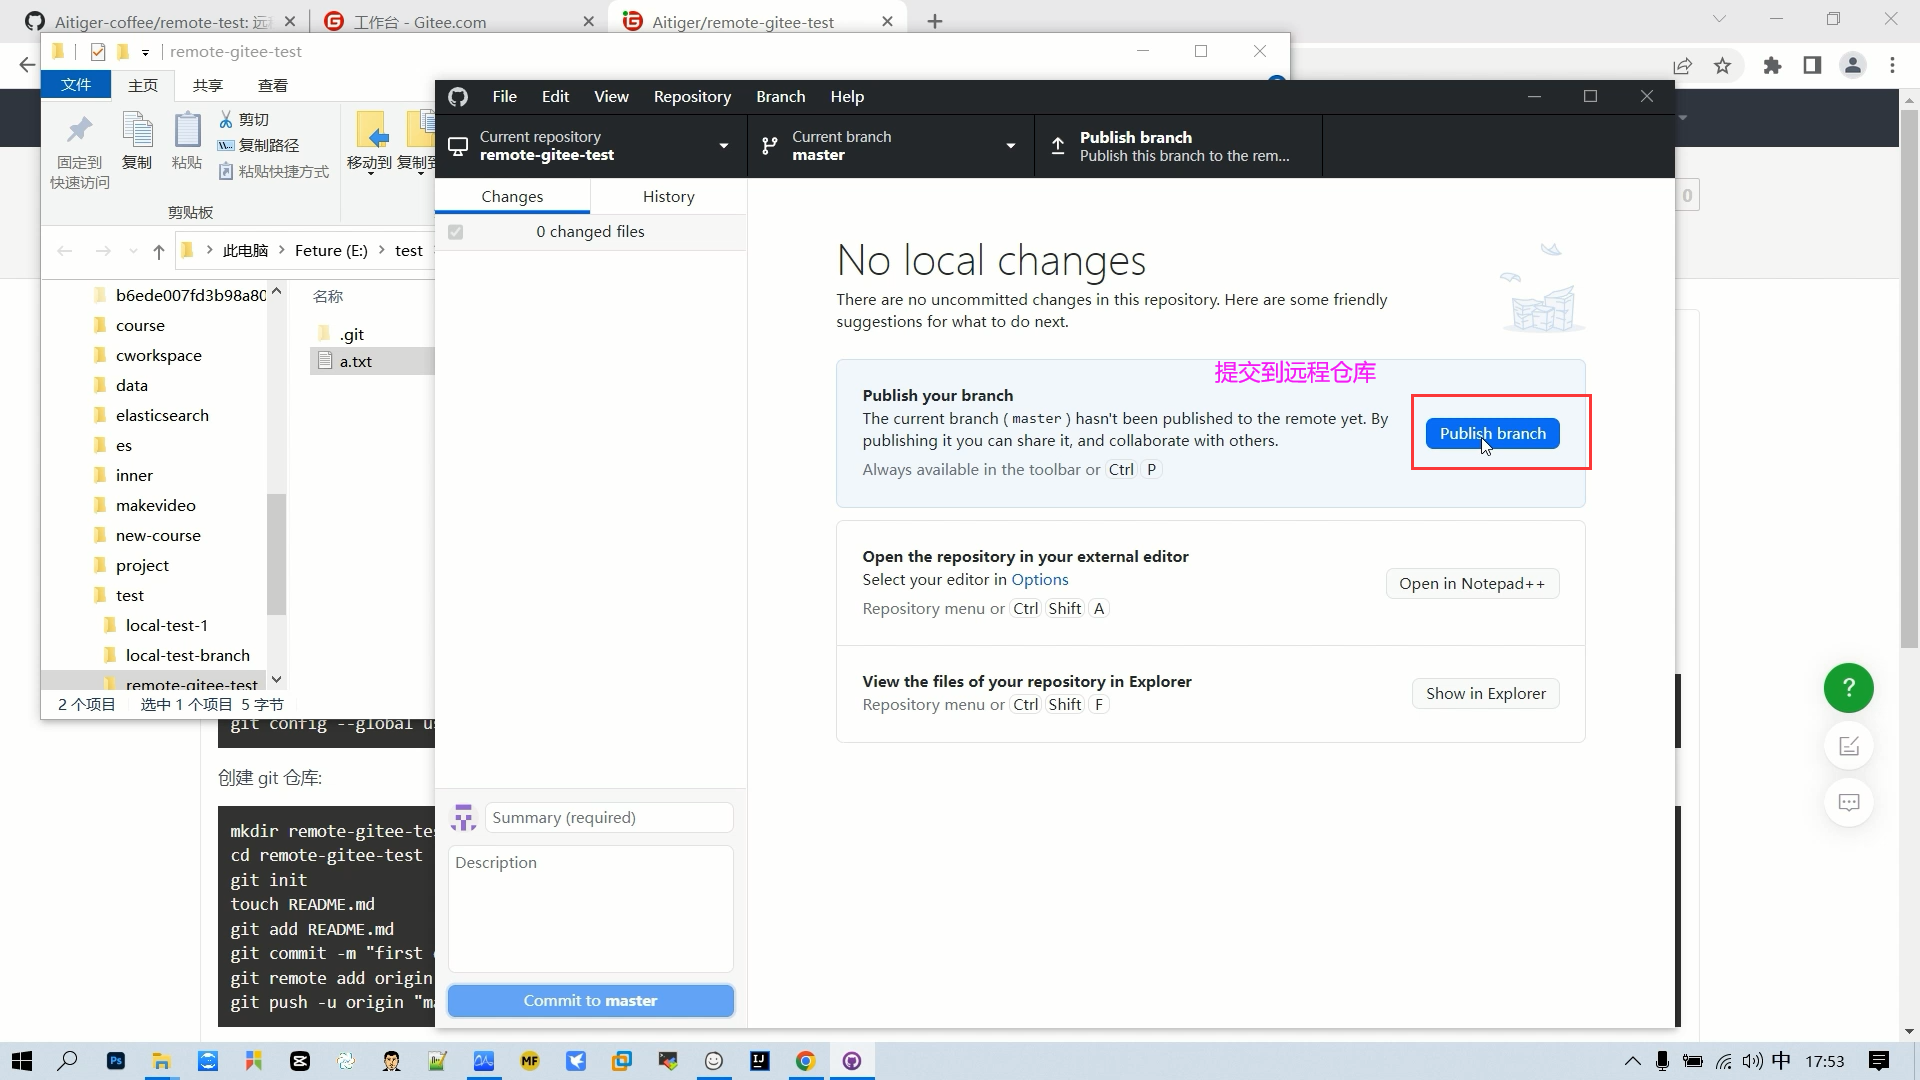 Aitiger-coffee/remote-test: 远
工作台 - Gitee.com
Aitiger/remote-gitee-test
remote-gitee-test
文件
主页
共享
查看
固定到
快速访问
复制
粘贴
剪切
复制路径
粘贴快捷方式
移动到
复制到
剪贴板
此电脑
Feture (E:)
test
b6ede007fd3b98a80
course
cworkspace
data
elasticsearch
es
inner
makevideo
new-course
project
test
local-test-1
local-test-branch
remote-gitee-test
名称
.git
a.txt
2 个项目
选中 1 个项目 5 字节
File
Edit
View
Repository
Branch
Help
Current repository
remote-gitee-test
Current branch
master
Publish branch
Publish this branch to the rem...
0
Changes
History
0 changed files
No local changes
There are no uncommitted changes in this repository. Here are some friendly
suggestions for what to do next.
提交到远程仓库
Publish your branch
The current branch ( master ) hasn't been published to the remote yet. By
publishing it you can share it, and collaborate with others.
Always available in the toolbar or Ctrl P
Publish branch
Open the repository in your external editor
Select your editor in Options
Repository menu or Ctrl Shift A
Open in Notepad++
View the files of your repository in Explorer
Repository menu or Ctrl Shift F
Show in Explorer
Summary (required)
Description
Commit to master
git config --global u
创建 git 仓库:
mkdir remote-gitee-te
cd remote-gitee-test
git init
touch README.md
git add README.md
git commit -m "first
git remote add origin
git push -u origin "m
?
Ps
MF
IJ
中
17:53